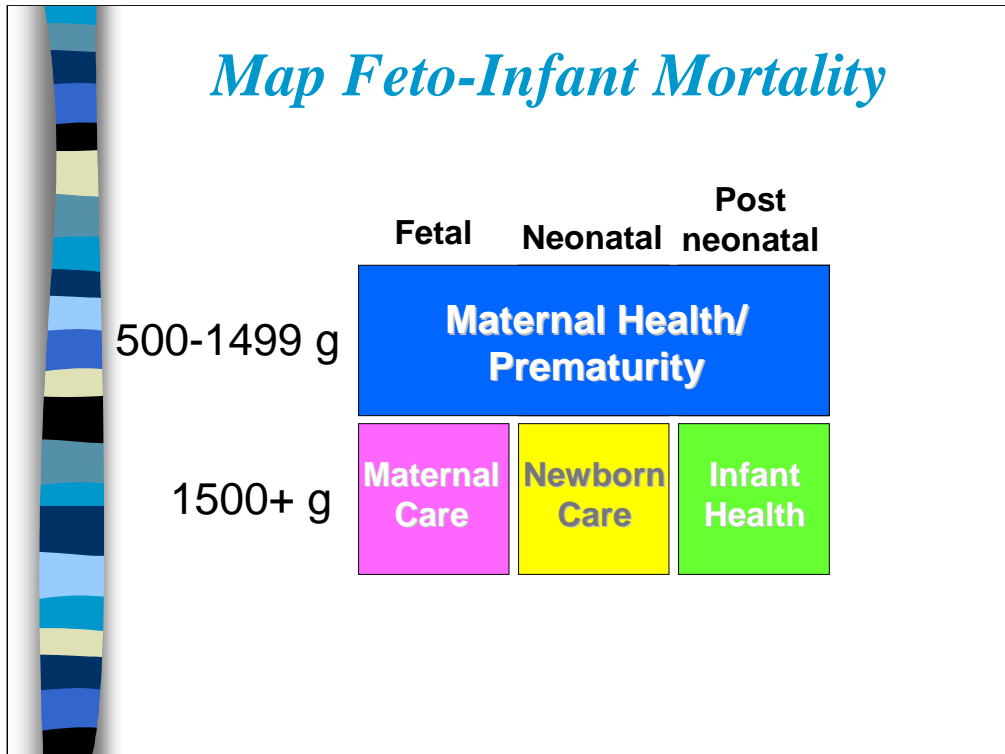 Map Feto-Infant Mortality
Fetal
Neonatal
Post
neonatal
500-1499 g
Maternal Health/
Prematurity
1500+ g
Maternal
Care
Newborn
Care
Infant
Health